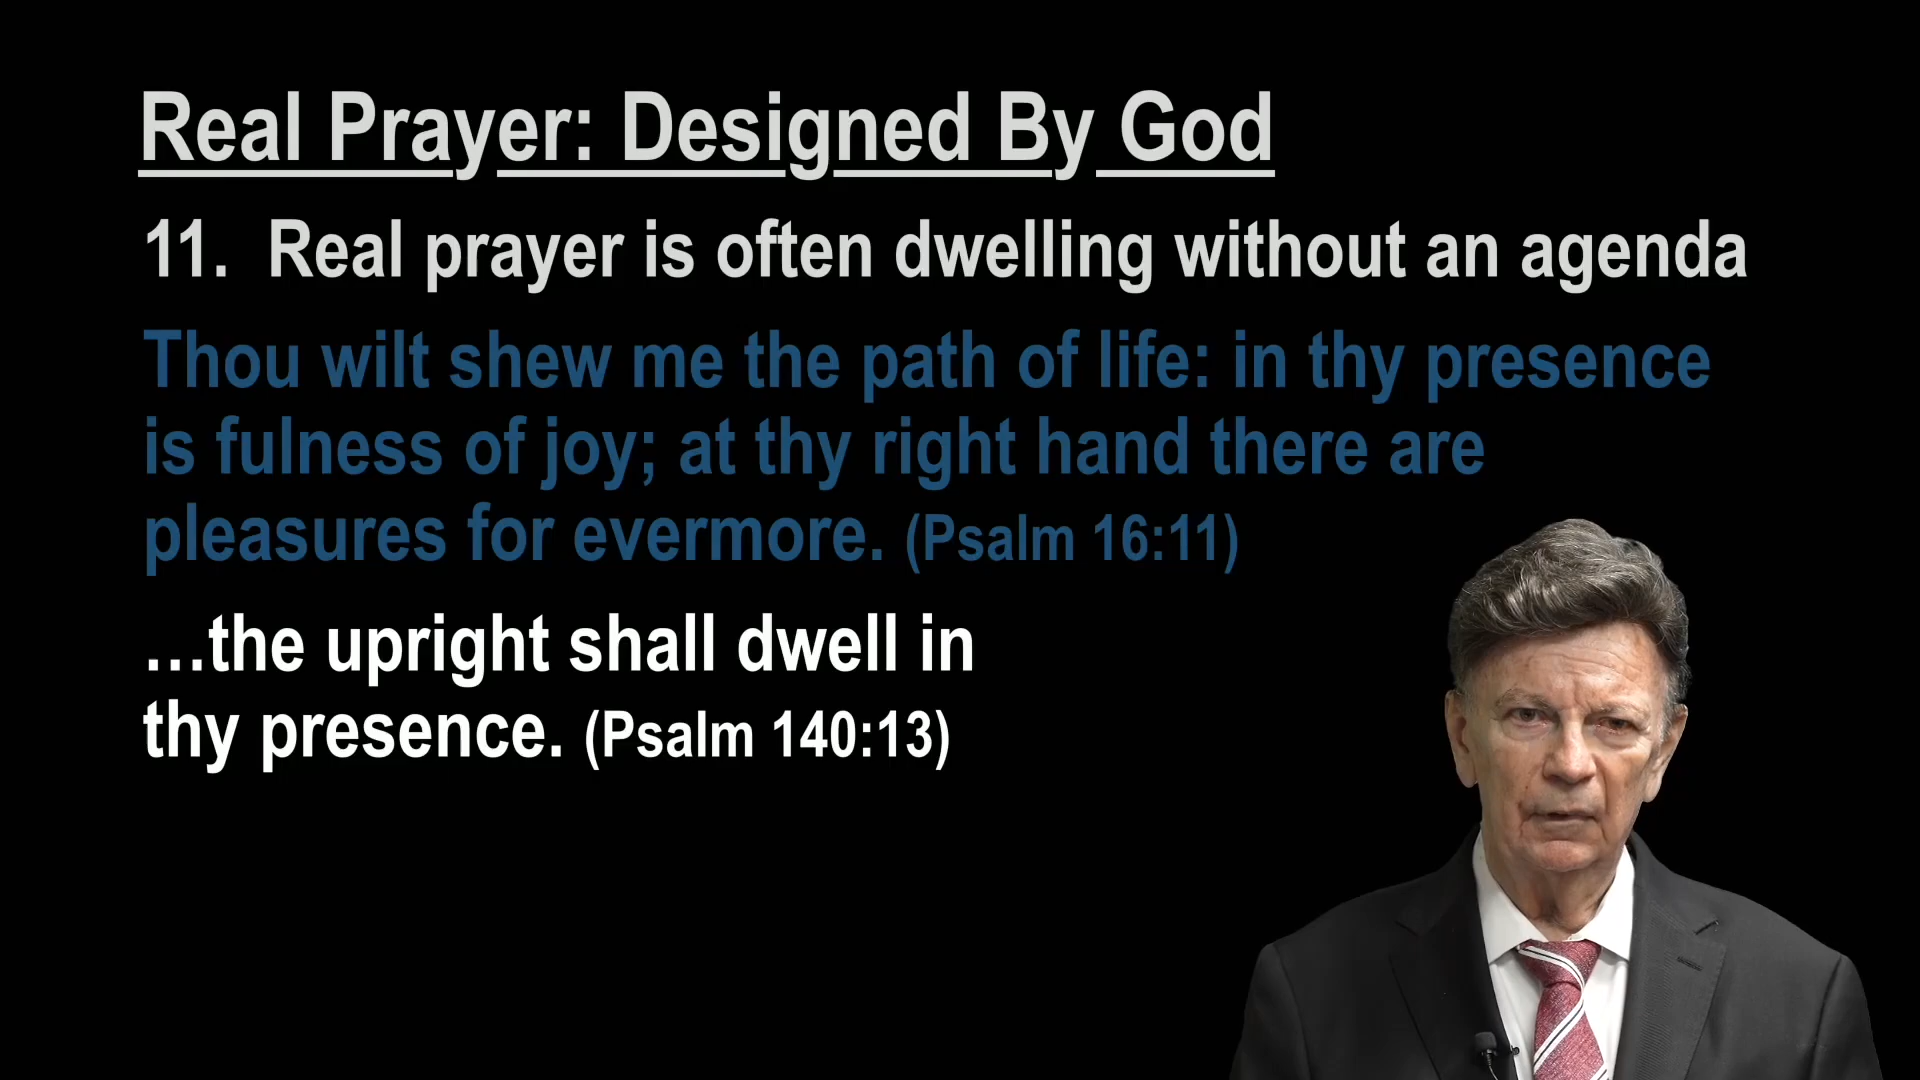 Real Prayer: Designed By God
11. Real prayer is often dwelling without an agenda
Thou wilt shew me the path of life: in thy presence
is fulness of joy; at thy right hand there are
pleasures for evermore. (Psalm 16:11)
…the upright shall dwell in
thy presence. (Psalm 140:13)